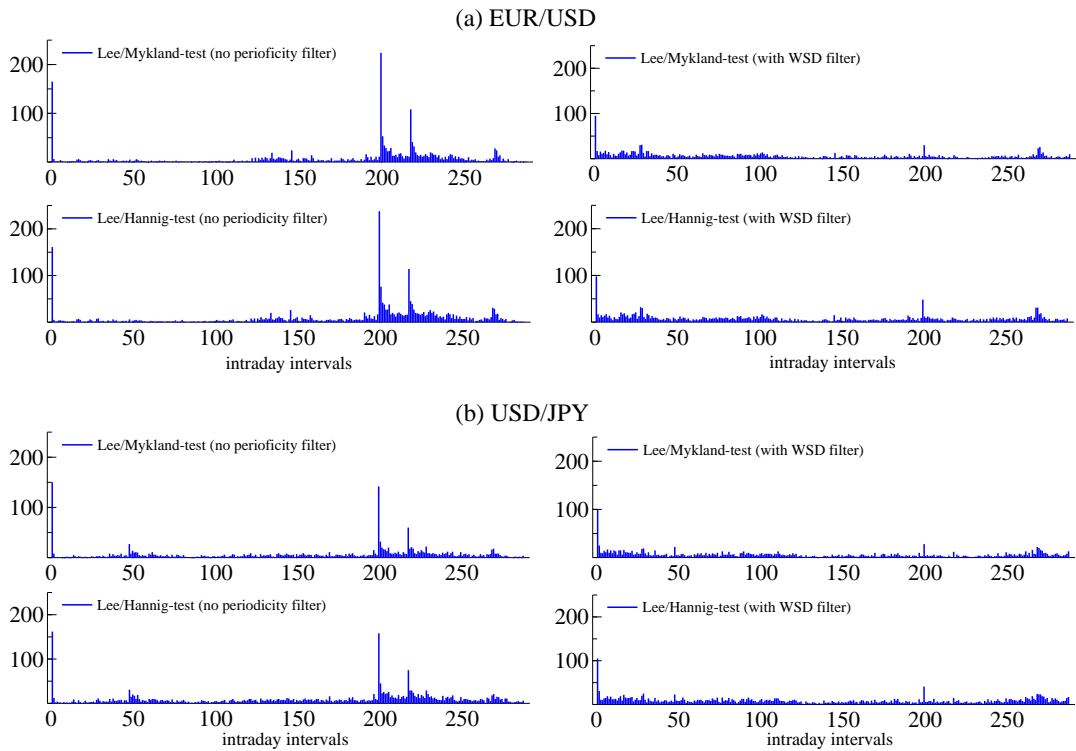 (a) EUR/USD
Lee/Mykland-test (no perioficity filter)
200
100
0 50 100 150 200 250
Lee/Mykland-test (with WSD filter)
200
100
0 50 100 150 200 250
Lee/Hannig-test (no periodicity filter)
200
100
0 50 100 150 200 250
intraday intervals
Lee/Hannig-test (with WSD filter)
200
100
0 50 100 150 200 250
intraday intervals
(b) USD/JPY
Lee/Mykland-test (no perioficity filter)
200
100
0 50 100 150 200 250
Lee/Mykland-test (with WSD filter)
200
100
0 50 100 150 200 250
Lee/Hannig-test (no periodicity filter)
200
100
0 50 100 150 200 250
intraday intervals
Lee/Hannig-test (with WSD filter)
200
100
0 50 100 150 200 250
intraday intervals